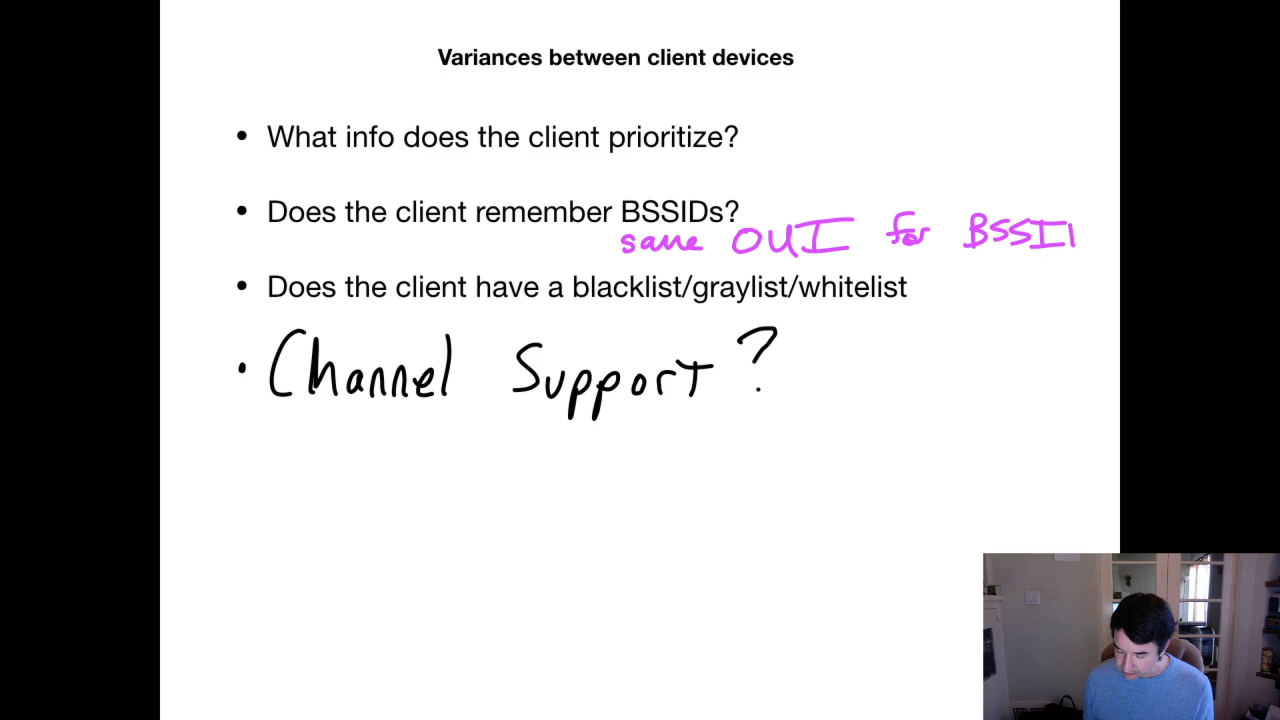 Variances between client devices
• What info does the client prioritize?
• Does the client remember BSSIDs?
same OUI for BSSI
• Does the client have a blacklist/graylist/whitelist
• Channel Support?